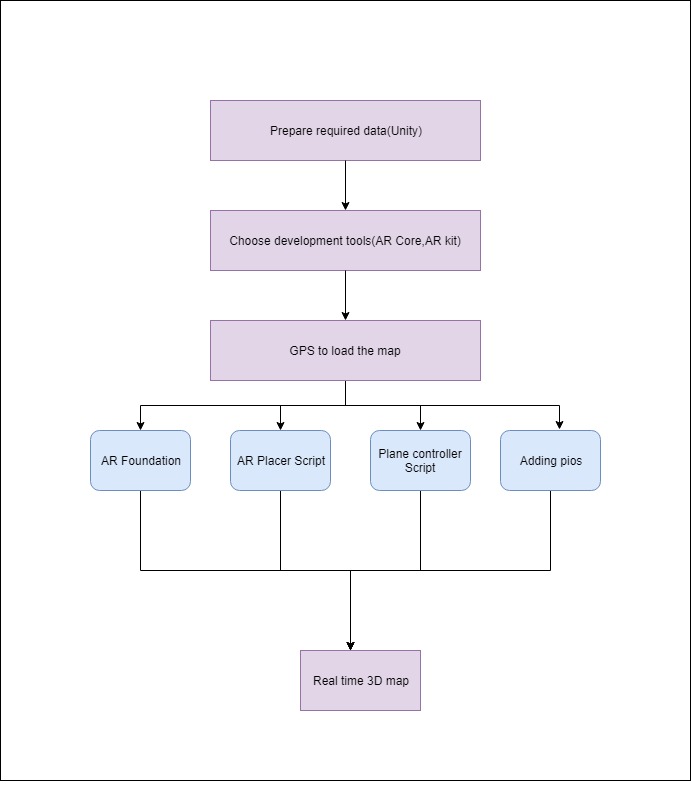 Prepare required data(Unity)
Choose development tools(AR Core,AR kit)
GPS to load the map
AR Foundation
AR Placer Script
Plane controller
Script
Adding pios
Real time 3D map